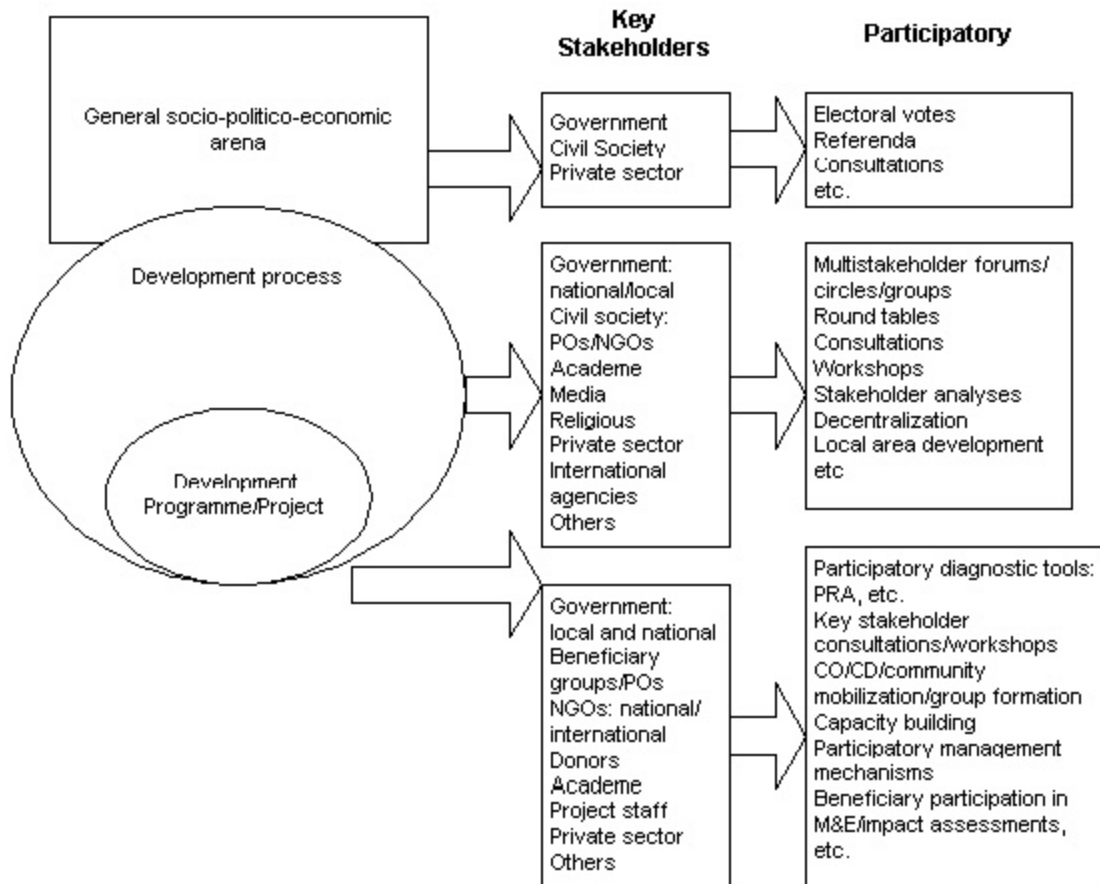 Key
Stakeholders
Participatory
General socio-politico-economic
arena
Government
Civil Society
Private sector
Electoral votes
Referenda
Consultations
etc.
Development process
Government:
national/local
Civil society:
POs/NGOs
Academe
Media
Religious
Private sector
International
agencies
Others
Multistakeholder forums/
circles/groups
Round tables
Consultations
Workshops
Stakeholder analyses
Decentralization
Local area development
etc
Development
Programme/Project
Government:
local and national
Beneficiary
groups/POs
NGOs: national/
international
Donors
Academe
Project staff
Private sector
Others
Participatory diagnostic tools:
PRA, etc.
Key stakeholder
consultations/workshops
CO/CD/community
mobilization/group formation
Capacity building
Participatory management
mechanisms
Beneficiary participation in
M&E/impact assessments,
etc.